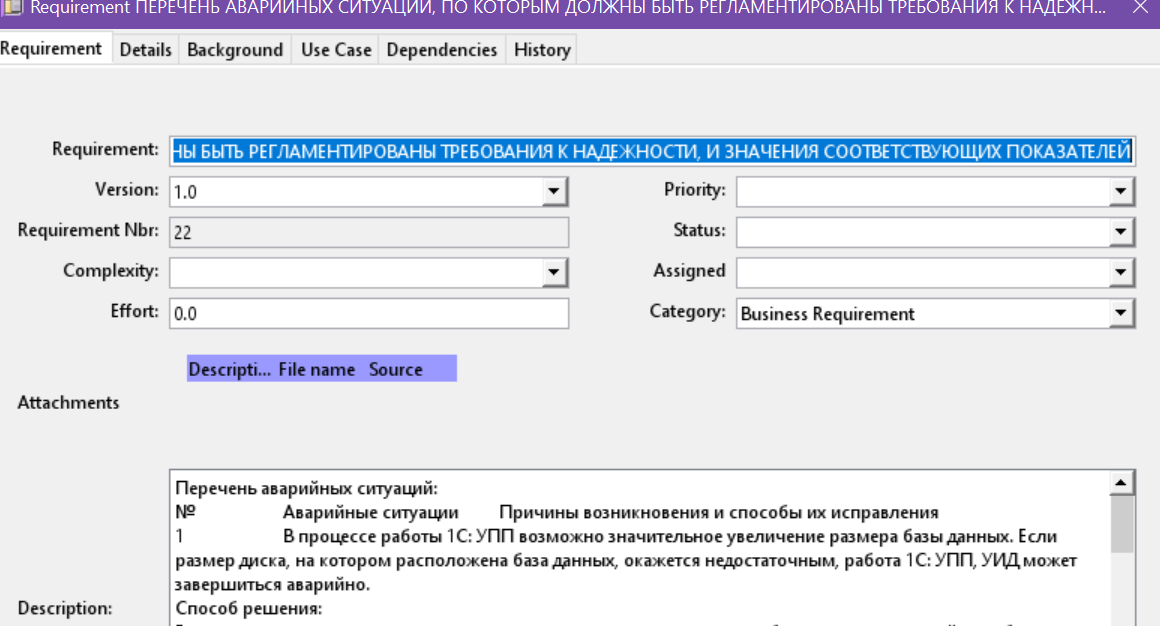 Requirement ПЕРЕЧЕНЬ АВАРИЙНЫХ СИТУАЦИЙ, ПО КОТОРЫМ ДОЛЖНЫ БЫТЬ РЕГЛАМЕНТИРОВАНЫ ТРЕБОВАНИЯ К НАДЕЖН...
Requirement Details Background Use Case Dependencies History
Requirement: НЫ БЫТЬ РЕГЛАМЕНТИРОВАНЫ ТРЕБОВАНИЯ К НАДЕЖНОСТИ, И ЗНАЧЕНИЯ СООТВЕТСТВУЮЩИХ ПОКАЗАТЕЛЕЙ
Version: 1.0 Priority:
Requirement Nbr: 22 Status:
Complexity: Assigned
Effort: 0.0 Category: Business Requirement
Descripti... File name Source
Attachments
Перечень аварийных ситуаций:
№ Аварийные ситуации Причины возникновения и способы их исправления
1 В процессе работы 1С: УПП возможно значительное увеличение размера базы данных. Если
размер диска, на котором расположена база данных, окажется недостаточным, работа 1С: УПП, УИД может
завершиться аварийно.
Description: Способ решения: